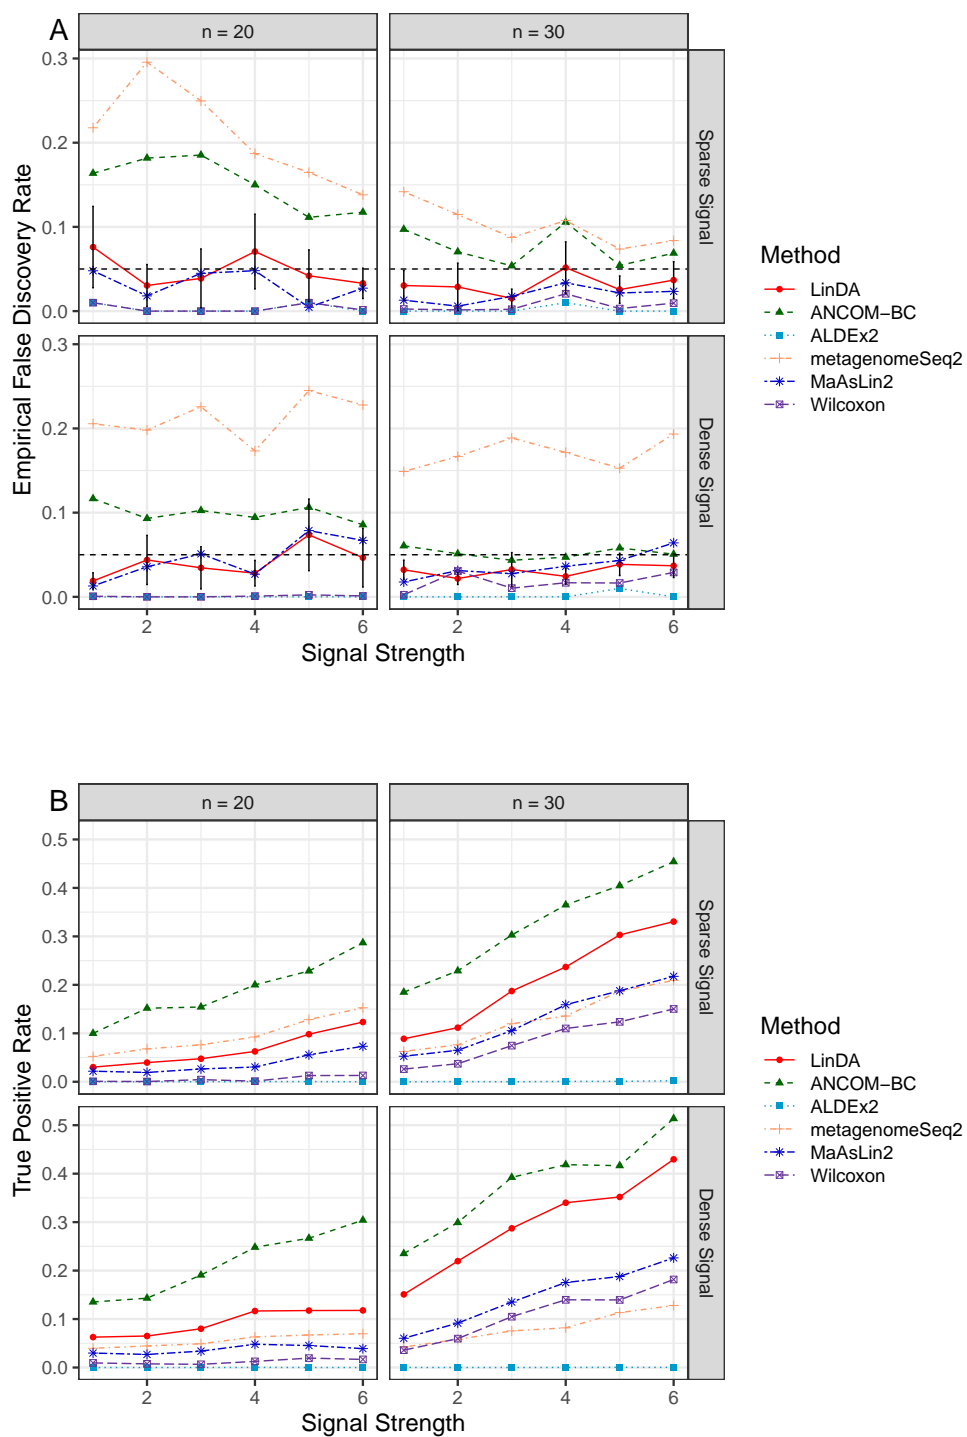 A
n = 20
n = 30
0.3
0.2
0.1
0.0
Sparse Signal
0.3
0.2
0.1
0.0
Dense Signal
Empirical False Discovery Rate
2
4
6
2
4
6
Signal Strength
Method
LinDA
ANCOM−BC
ALDEx2
metagenomeSeq2
MaAsLin2
Wilcoxon
B
n = 20
n = 30
0.5
0.4
0.3
0.2
0.1
0.0
Sparse Signal
0.5
0.4
0.3
0.2
0.1
0.0
Dense Signal
True Positive Rate
2
4
6
2
4
6
Signal Strength
Method
LinDA
ANCOM−BC
ALDEx2
metagenomeSeq2
MaAsLin2
Wilcoxon